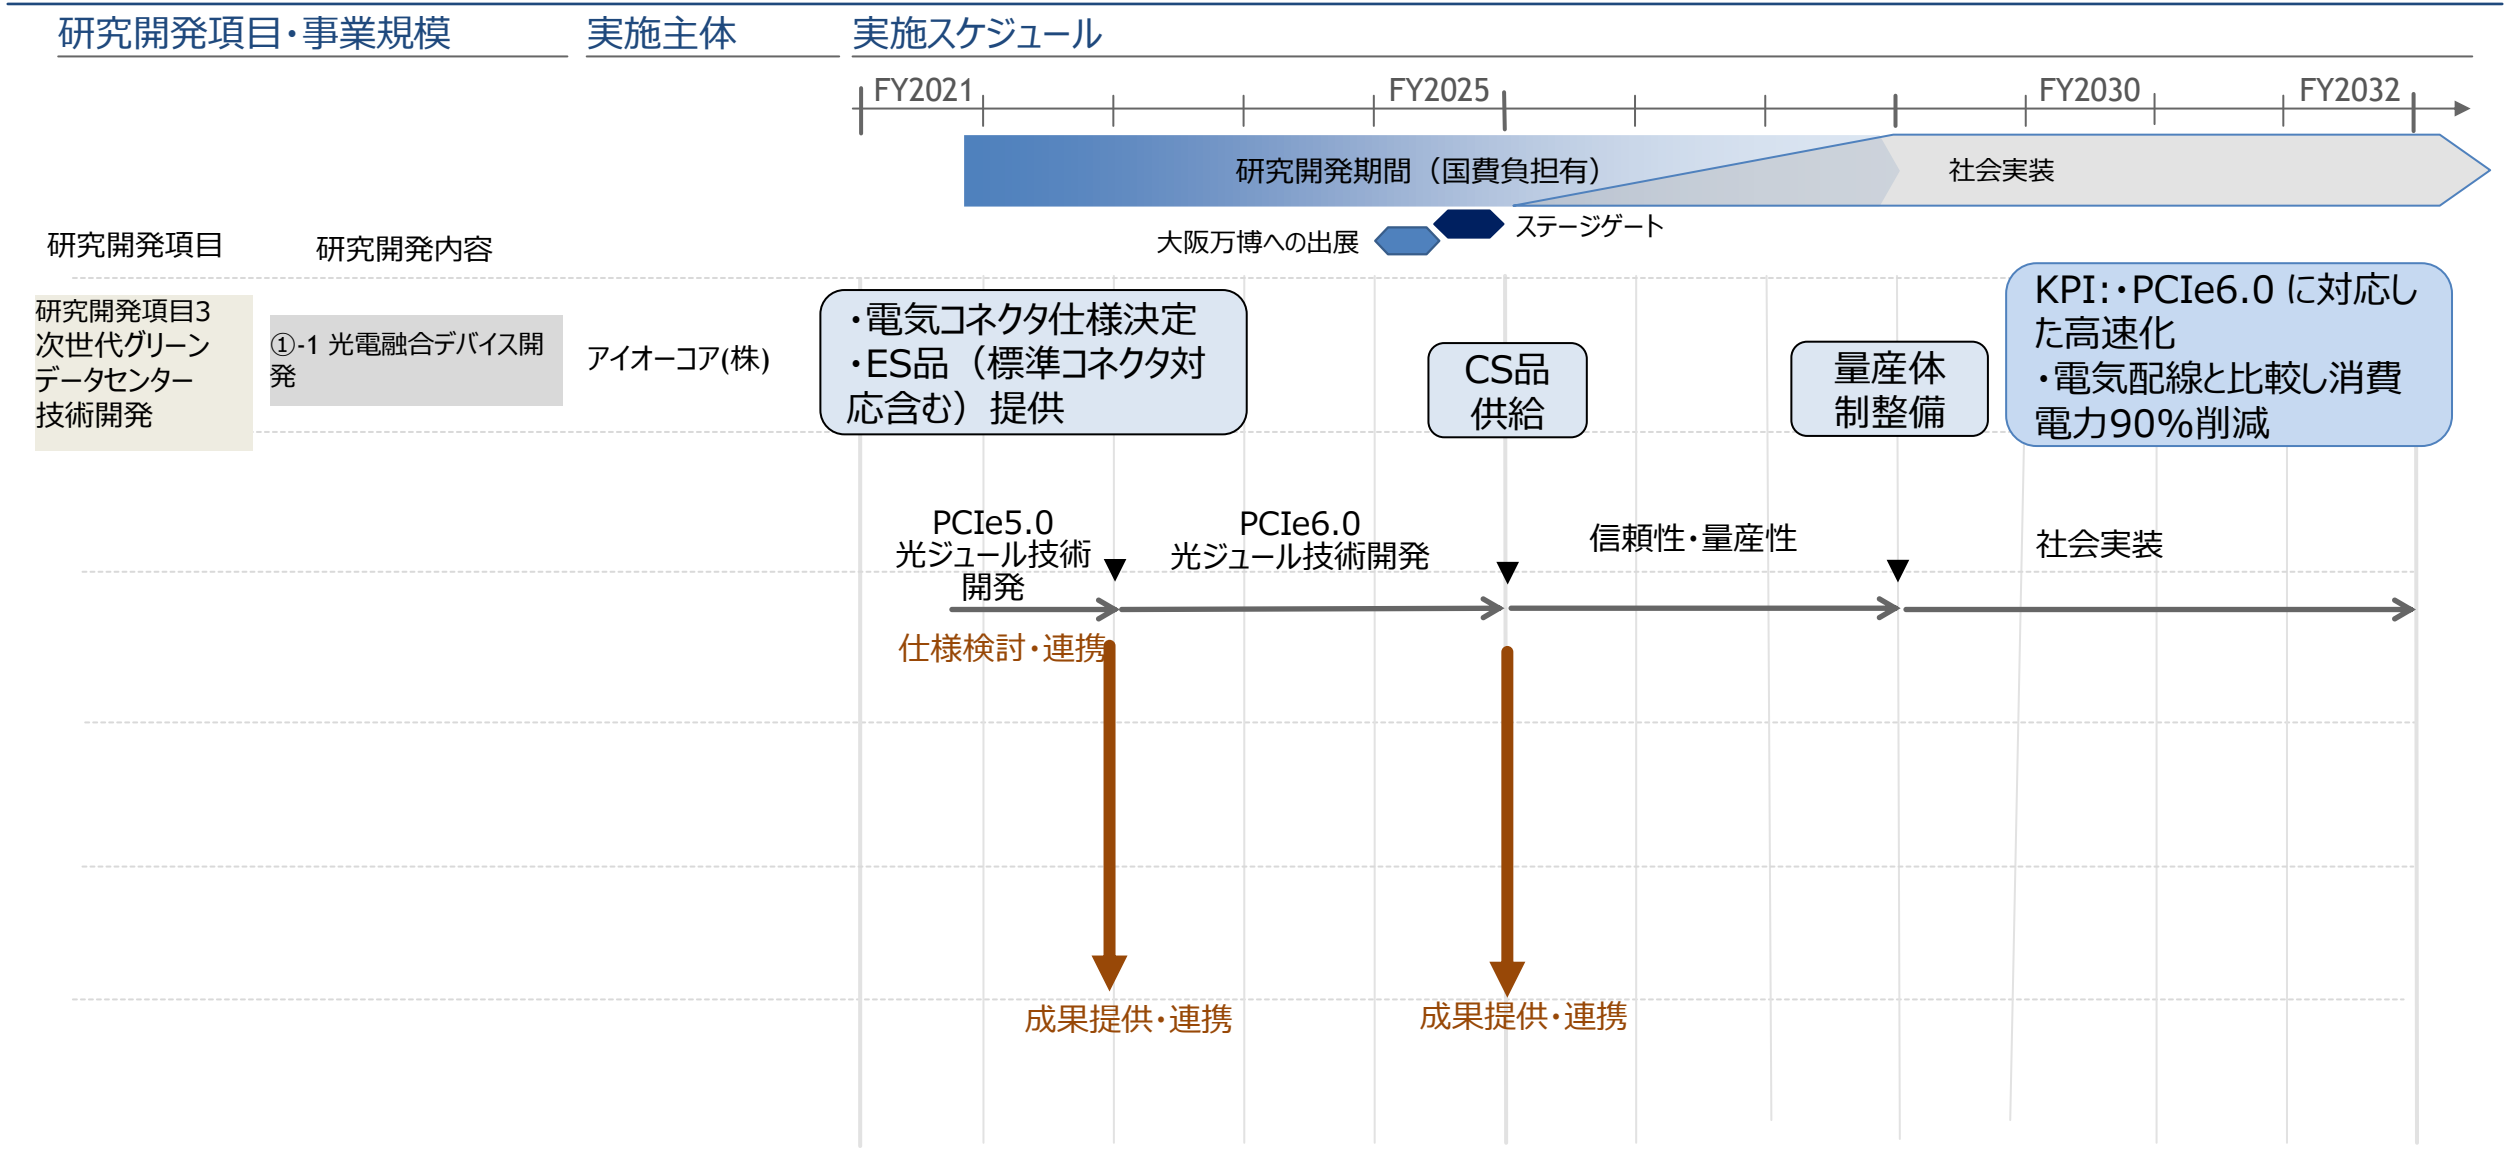 研究開発項目・事業規模
実施主体
実施スケジュール
FY2021
FY2025
FY2030
FY2032
研究開発期間（国費負担有）
社会実装
大阪万博への出展
ステージゲート
研究開発項目
研究開発内容
研究開発項目3
次世代グリーン
データセンター
技術開発
①-1 光電融合デバイス開
発
アイオーコア(株)
・電気コネクタ仕様決定
・ES品（標準コネクタ対
応含む）提供
CS品
供給
量産体
制整備
KPI:・PCIe6.0 に対応し
た高速化
・電気配線と比較し消費
電力90%削減
PCIe5.0
光ジュール技術
開発
PCIe6.0
光ジュール技術開発
信頼性・量産性
社会実装
仕様検討・連携
成果提供・連携
成果提供・連携